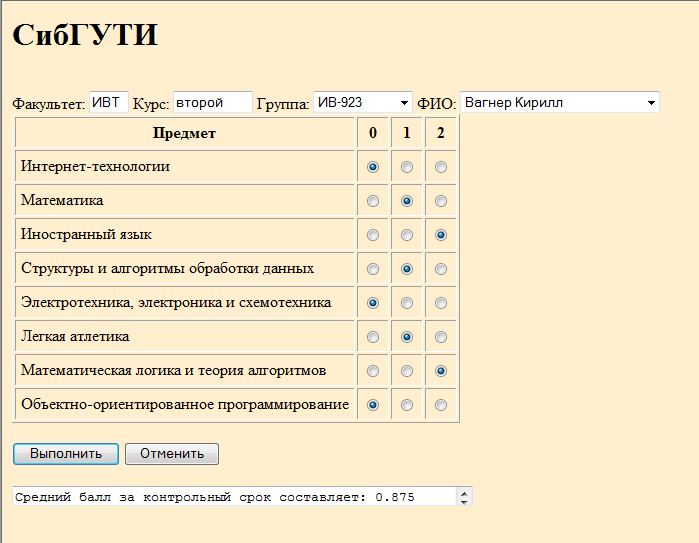 СибГУТИ
Факультет: ИВТ Курс: второй Группа: ИВ-923 ФИО: Вагнер Кирилл
Предмет 0 1 2
Интернет-технологии
Математика
Иностранный язык
Структуры и алгоритмы обработки данных
Электротехника, электроника и схемотехника
Легкая атлетика
Математическая логика и теория алгоритмов
Объектно-ориентированное программирование
Выполнить Отменить
Средний балл за контрольный срок составляет: 0.875